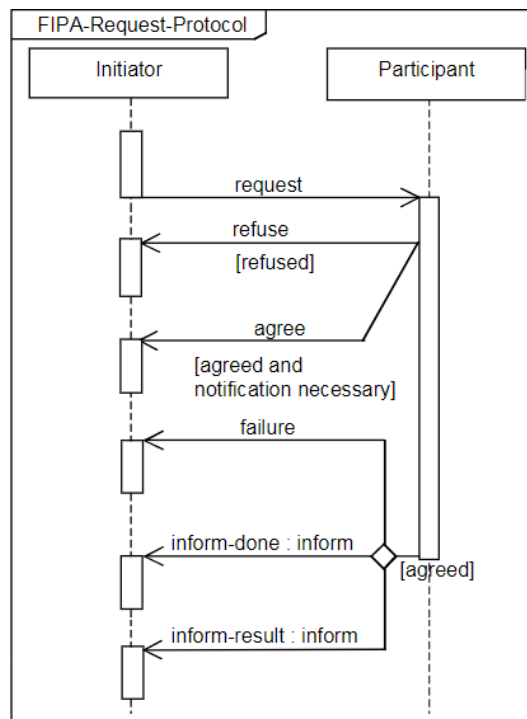 FIPA-Request-Protocol
Initiator
Participant
request
refuse
[refused]
agree
[agreed and
notification necessary]
failure
inform-done : inform
[agreed]
inform-result : inform